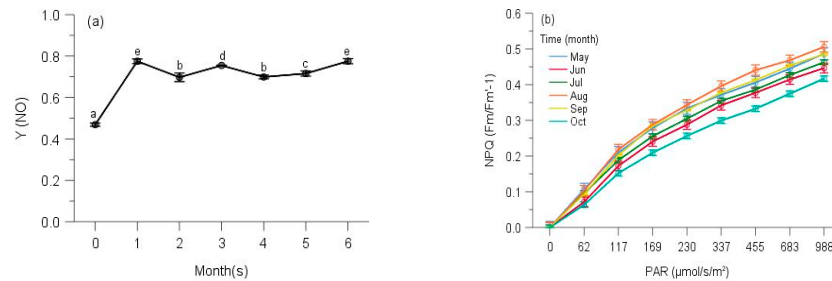 (a)
Y (NO)
1.0
0.8
0.6
0.4
0.2
0.0
a
e
b
d
b
c
e
0 1 2 3 4 5 6
Month(s)
(b)
NPQ (Fm/Fm'-1)
0.6
0.5
0.4
0.3
0.2
0.1
0.0
Time (month)
May
Jun
Jul
Aug
Sep
Oct
0 62 117 169 230 337 455 683 988
PAR (μmol/s/m²)